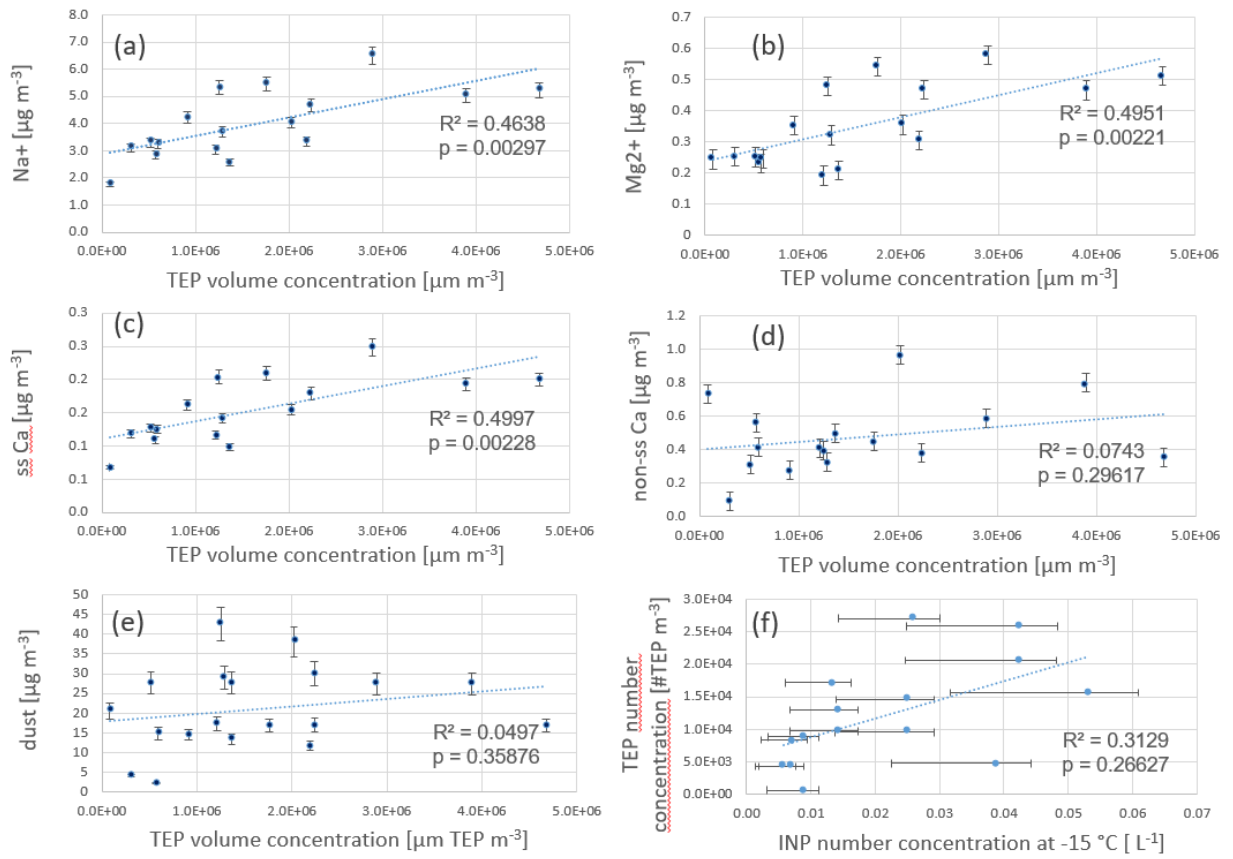 (a)
Na+ [µg m-3]
8.0
7.0
6.0
5.0
4.0
3.0
2.0
1.0
0.0
R² = 0.4638
p = 0.00297
0.0E+00 1.0E+06 2.0E+06 3.0E+06 4.0E+06 5.0E+06
TEP volume concentration [µm m-3]
(b)
Mg2+ [µg m-3]
0.7
0.6
0.5
0.4
0.3
0.2
0.1
0
R² = 0.4951
p = 0.00221
0.0E+00 1.0E+06 2.0E+06 3.0E+06 4.0E+06 5.0E+06
TEP volume concentration [µm m-3]
(c)
ss Ca [µg m-3]
0.3
0.3
0.2
0.2
0.1
0.1
0.0
R² = 0.4997
p = 0.00228
0.0E+00 1.0E+06 2.0E+06 3.0E+06 4.0E+06 5.0E+06
TEP volume concentration [µm m-3]
(d)
non-ss Ca [µg m-3]
1.2
1.0
0.8
0.6
0.4
0.2
0.0
R² = 0.0743
p = 0.29617
0.0E+00 1.0E+06 2.0E+06 3.0E+06 4.0E+06 5.0E+06
TEP volume concentration [µm m-3]
(e)
dust [µg m-3]
50
45
40
35
30
25
20
15
10
5
0
R² = 0.0497
p = 0.35876
0.0E+00 1.0E+06 2.0E+06 3.0E+06 4.0E+06 5.0E+06
TEP volume concentration [µm TEP m-3]
(f)
TEP number
concentration [#TEP m-3]
3.0E+04
2.5E+04
2.0E+04
1.5E+04
1.0E+04
5.0E+03
0.0E+00
R² = 0.3129
p = 0.26627
0.00 0.01 0.02 0.03 0.04 0.05 0.06 0.07
INP number concentration at -15 °C [ L-1]